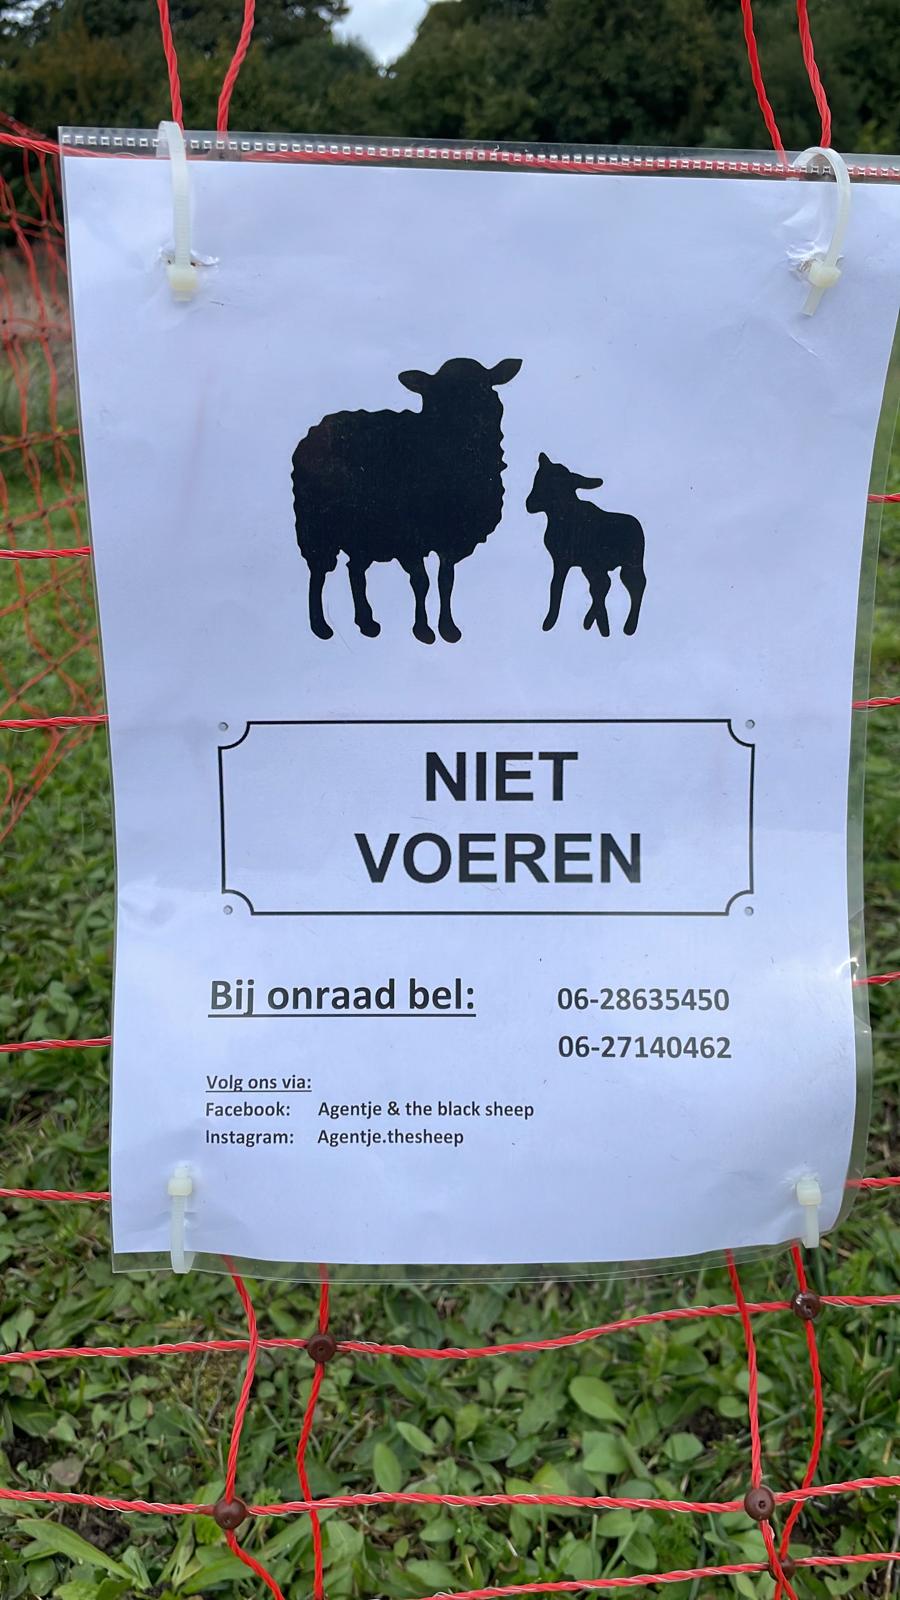 NIET
VOEREN
Bij onraad bel: 06-28635450
06-27140462
Volg ons via:
Facebook: Agentje & the black sheep
Instagram: Agentje.thesheep